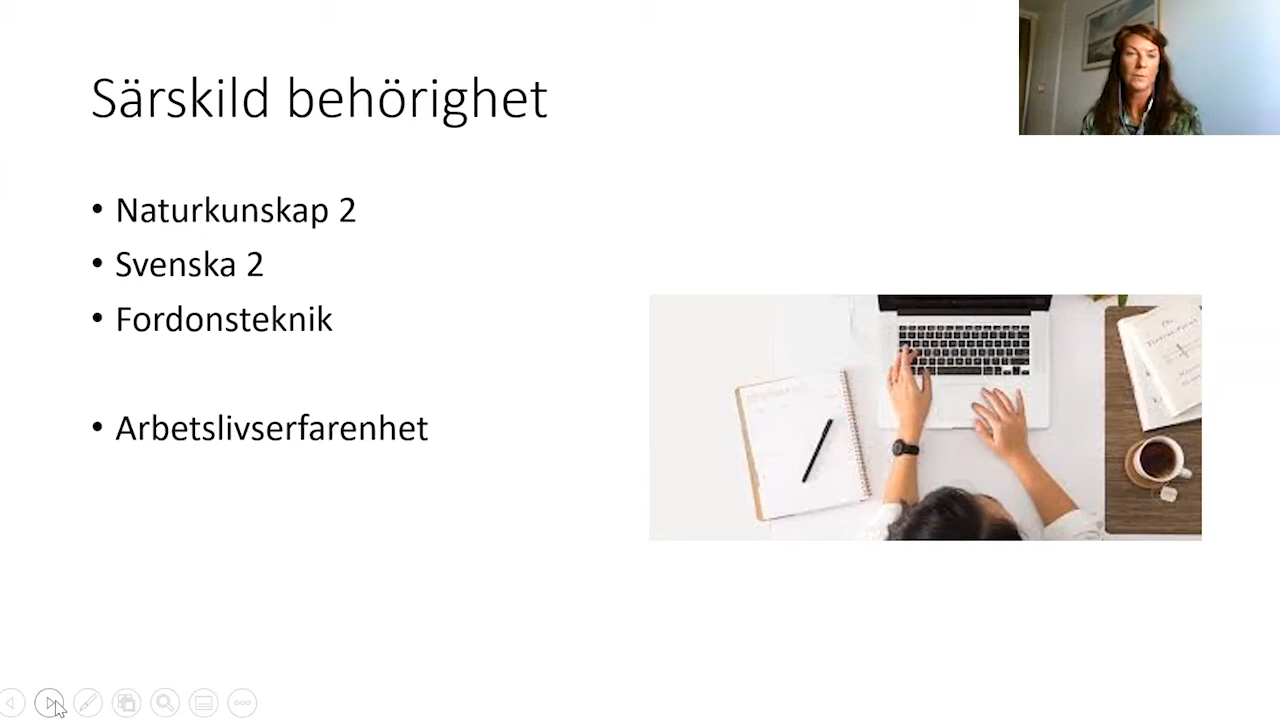 Särskild behörighet
• Naturkunskap 2
• Svenska 2
• Fordonsteknik
• Arbetslivserfarenhet